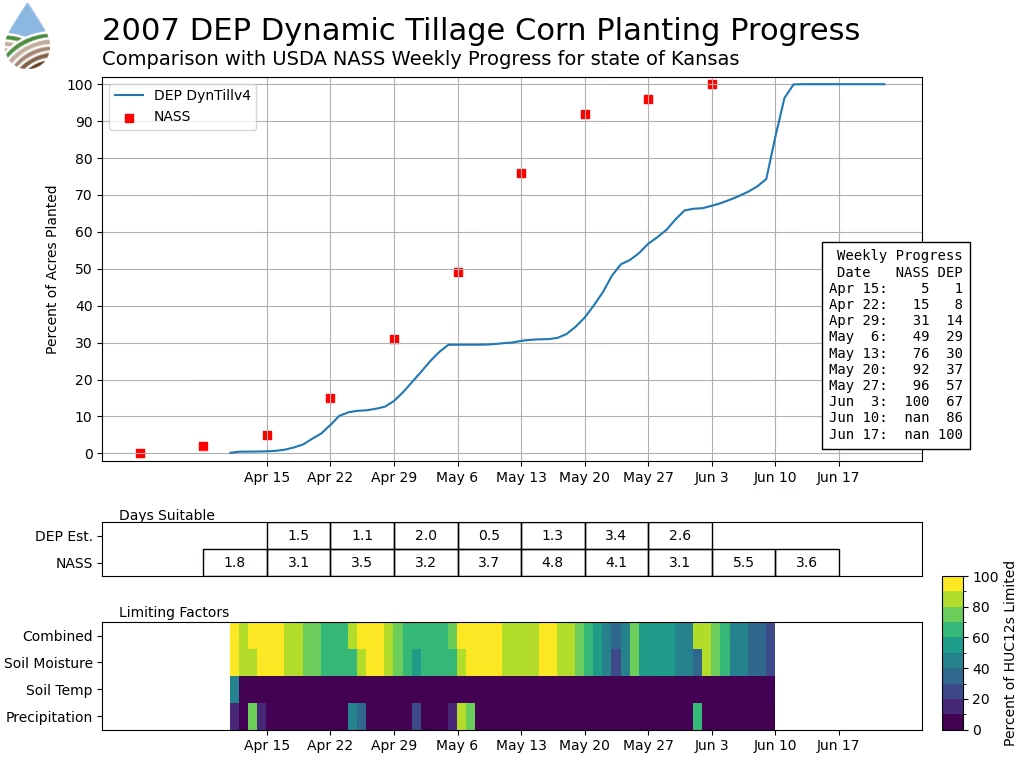 2007 DEP Dynamic Tillage Corn Planting Progress
Comparison with USDA NASS Weekly Progress for state of Kansas
DEP DynTillv4
NASS
Percent of Acres Planted
100
90
80
70
60
50
40
30
20
10
0
Apr 15 Apr 22 Apr 29 May 6 May 13 May 20 May 27 Jun 3 Jun 10 Jun 17
Weekly Progress
Date NASS DEP
Apr 15: 5 1
Apr 22: 15 8
Apr 29: 31 14
May 6: 49 29
May 13: 76 30
May 20: 92 37
May 27: 96 57
Jun 3: 100 67
Jun 10: nan 86
Jun 17: nan 100
Days Suitable
DEP Est. 1.5 1.1 2.0 0.5 1.3 3.4 2.6
NASS 1.8 3.1 3.5 3.2 3.7 4.8 4.1 3.1 5.5 3.6
Limiting Factors
Combined
Soil Moisture
Soil Temp
Precipitation
Apr 15 Apr 22 Apr 29 May 6 May 13 May 20 May 27 Jun 3 Jun 10 Jun 17
100
80
60
40
20
0
Percent of HUC12s Limited